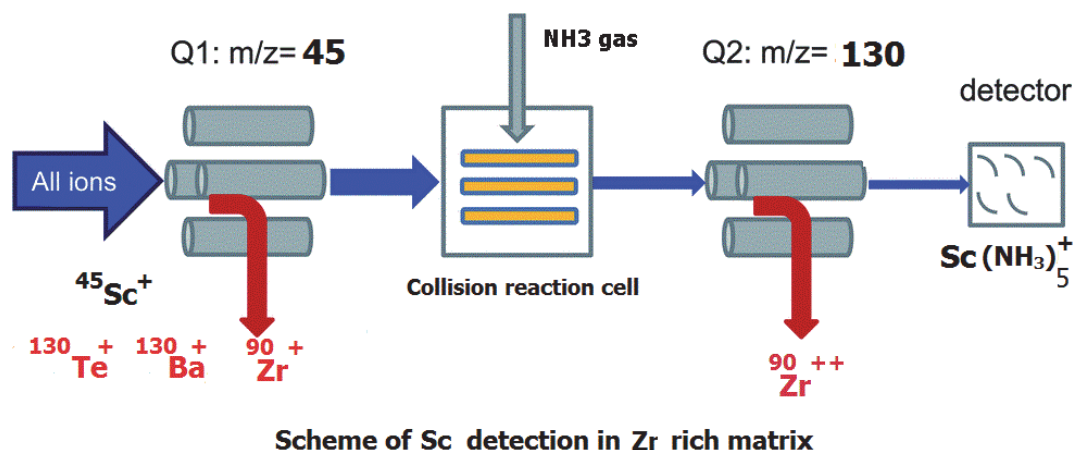 NH3 gas
Q1: m/z= 45
Q2: m/z= 130
detector
All ions
Sc(NH₃)₅⁺
⁴⁵Sc⁺
Collision reaction cell
¹³⁰Te⁺ ¹³⁰Ba⁺ ⁹⁰Zr⁺
⁹⁰Zr⁺⁺
Scheme of Sc detection in Zr rich matrix